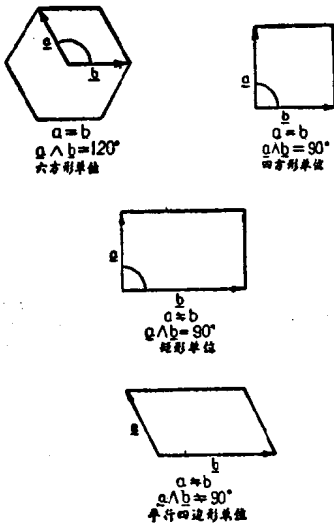 a
b
a = b
a ∧ b = 120°
六方形单位
a
b
a = b
a∧b = 90°
四方形单位
a
b
a ≒ b
a∧b = 90°
矩形单位
a
b
a ≒ b
a∧b ≒ 90°
平行四边形单位